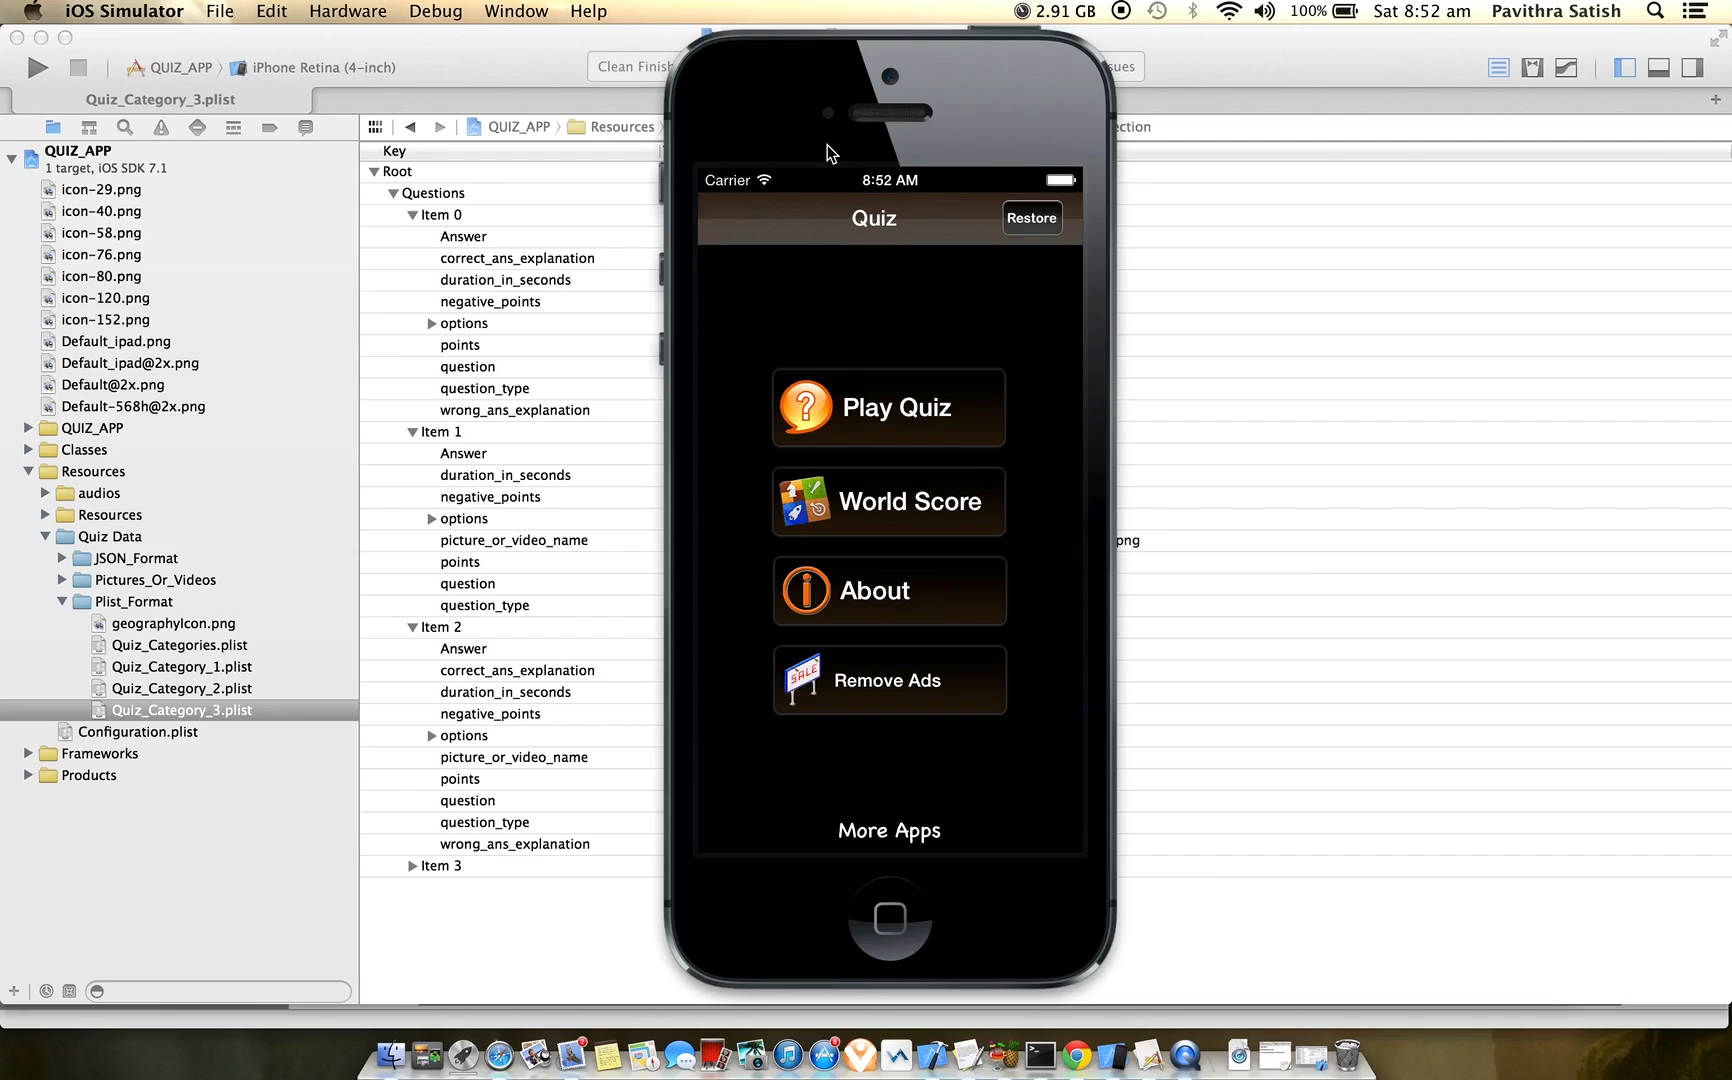 iOS Simulator File Edit Hardware Debug Window Help 2.91 GB 100% Sat 8:52 am Pavithra Satish
QUIZ_APP iPhone Retina (4-inch) Clean Finish sues
Quiz_Category_3.plist
QUIZ_APP Resources ction
QUIZ_APP
1 target, iOS SDK 7.1
icon-29.png
icon-40.png
icon-58.png
icon-76.png
icon-80.png
icon-120.png
icon-152.png
Default_ipad.png
Default_ipad@2x.png
Default@2x.png
Default-568h@2x.png
QUIZ_APP
Classes
Resources
audios
Resources
Quiz Data
JSON_Format
Pictures_Or_Videos
Plist_Format
geographyIcon.png
Quiz_Categories.plist
Quiz_Category_1.plist
Quiz_Category_2.plist
Quiz_Category_3.plist
Configuration.plist
Frameworks
Products
Key
Root
Questions
Item 0
Answer
correct_ans_explanation
duration_in_seconds
negative_points
options
points
question
question_type
wrong_ans_explanation
Item 1
Answer
duration_in_seconds
negative_points
options
picture_or_video_name
png
points
question
question_type
Item 2
Answer
correct_ans_explanation
duration_in_seconds
negative_points
options
picture_or_video_name
points
question
question_type
wrong_ans_explanation
Item 3
Carrier 8:52 AM
Quiz Restore
? Play Quiz
World Score
i About
SALE Remove Ads
More Apps